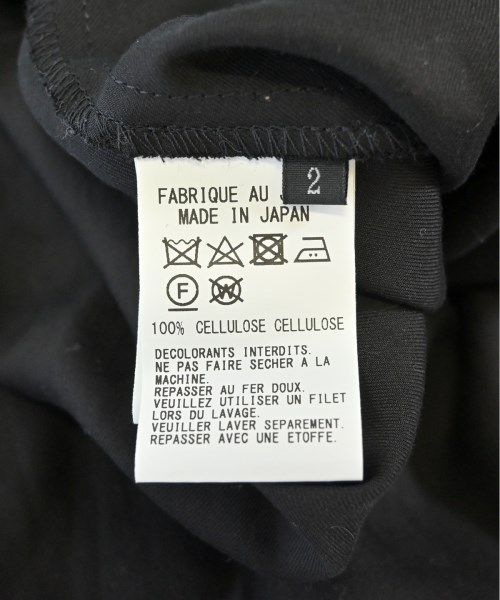 2
FABRIQUE AU
MADE IN JAPAN
F W
100% CELLULOSE CELLULOSE
DECOLORANTS INTERDITS.
NE PAS FAIRE SECHER A LA
MACHINE.
REPASSER AU FER DOUX.
VEUILLEZ UTILISER UN FILET
LORS DU LAVAGE.
VEUILLER LAVER SEPAREMENT.
REPASSER AVEC UNE ETOFFE.